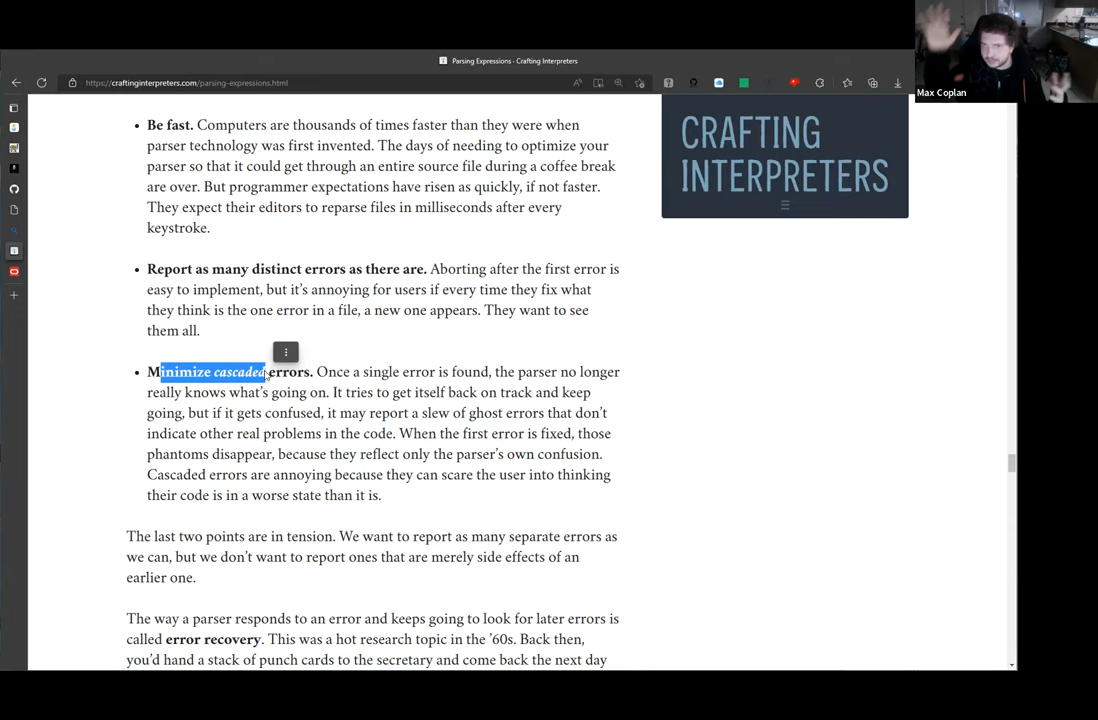 Parsing Expressions · Crafting Interpreters
https://craftinginterpreters.com/parsing-expressions.html
Max Coplan
CRAFTING
INTERPRETERS
• Be fast. Computers are thousands of times faster than they were when
parser technology was first invented. The days of needing to optimize your
parser so that it could get through an entire source file during a coffee break
are over. But programmer expectations have risen as quickly, if not faster.
They expect their editors to reparse files in milliseconds after every
keystroke.
• Report as many distinct errors as there are. Aborting after the first error is
easy to implement, but it’s annoying for users if every time they fix what
they think is the one error in a file, a new one appears. They want to see
them all.
• Minimize cascaded errors. Once a single error is found, the parser no longer
really knows what’s going on. It tries to get itself back on track and keep
going, but if it gets confused, it may report a slew of ghost errors that don’t
indicate other real problems in the code. When the first error is fixed, those
phantoms disappear, because they reflect only the parser’s own confusion.
Cascaded errors are annoying because they can scare the user into thinking
their code is in a worse state than it is.
The last two points are in tension. We want to report as many separate errors as
we can, but we don’t want to report ones that are merely side effects of an
earlier one.
The way a parser responds to an error and keeps going to look for later errors is
called error recovery. This was a hot research topic in the ’60s. Back then,
you’d hand a stack of punch cards to the secretary and come back the next day